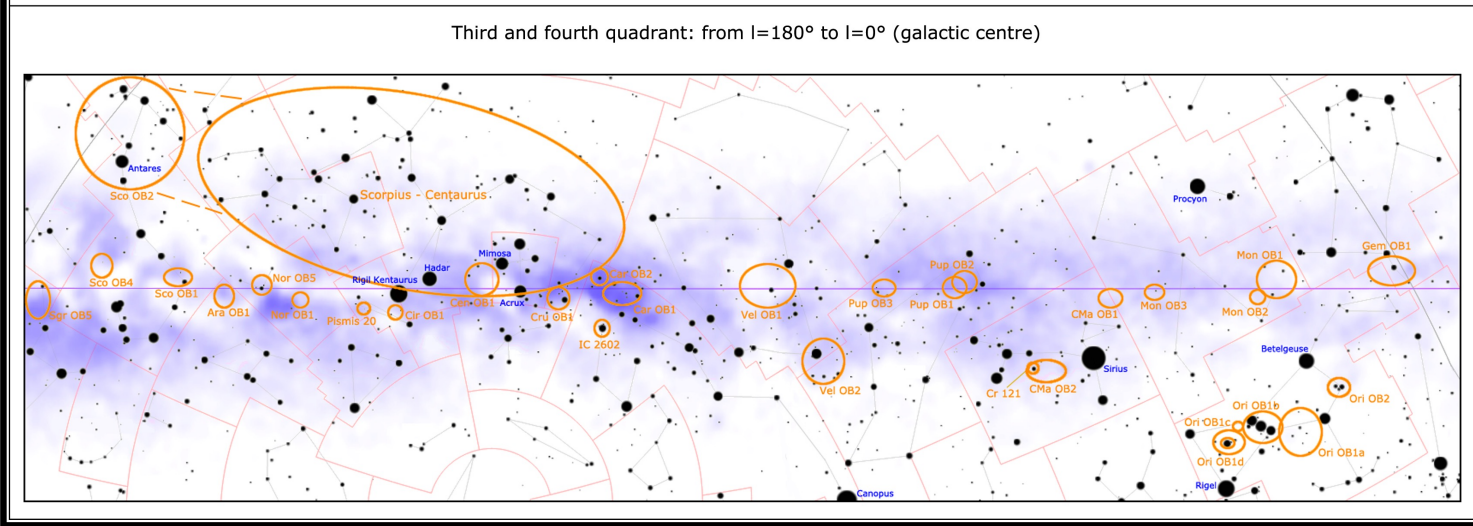 Third and fourth quadrant: from l=180° to l=0° (galactic centre)
Antares
Sco OB2
Scorpius - Centaurus
Procyon
Mimosa
Hadar
Rigil Kentaurus
Acrux
Sco OB4
Sco OB1
Sgr OB5
Ara OB1
Nor OB5
Nor OB1
Pismis 20
Cir OB1
Cen OB1
Cru OB1
Car OB2
Car OB1
IC 2602
Vel OB1
Vel OB2
Pup OB3
Pup OB2
Pup OB1
CMa OB1
Mon OB3
Mon OB1
Mon OB2
Gem OB1
Cr 121
CMa OB2
Sirius
Betelgeuse
Ori OB2
Ori OB1b
Ori OB1c
Ori OB1a
Ori OB1d
Rigel
Canopus